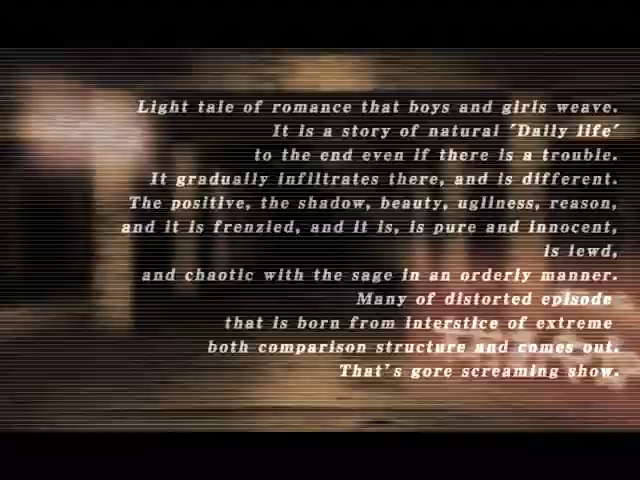 Light tale of romance that boys and girls weave.
It is a story of natural ′Daily life′
to the end even if there is a trouble.
It gradually infiltrates there, and is different.
The positive, the shadow, beauty, ugliness, reason,
and it is frenzied, and it is, is pure and innocent,
is lewd,
and chaotic with the sage in an orderly manner.
Many of distorted episode
that is born from interstice of extreme
both comparison structure and comes out.
That's gore screaming show.